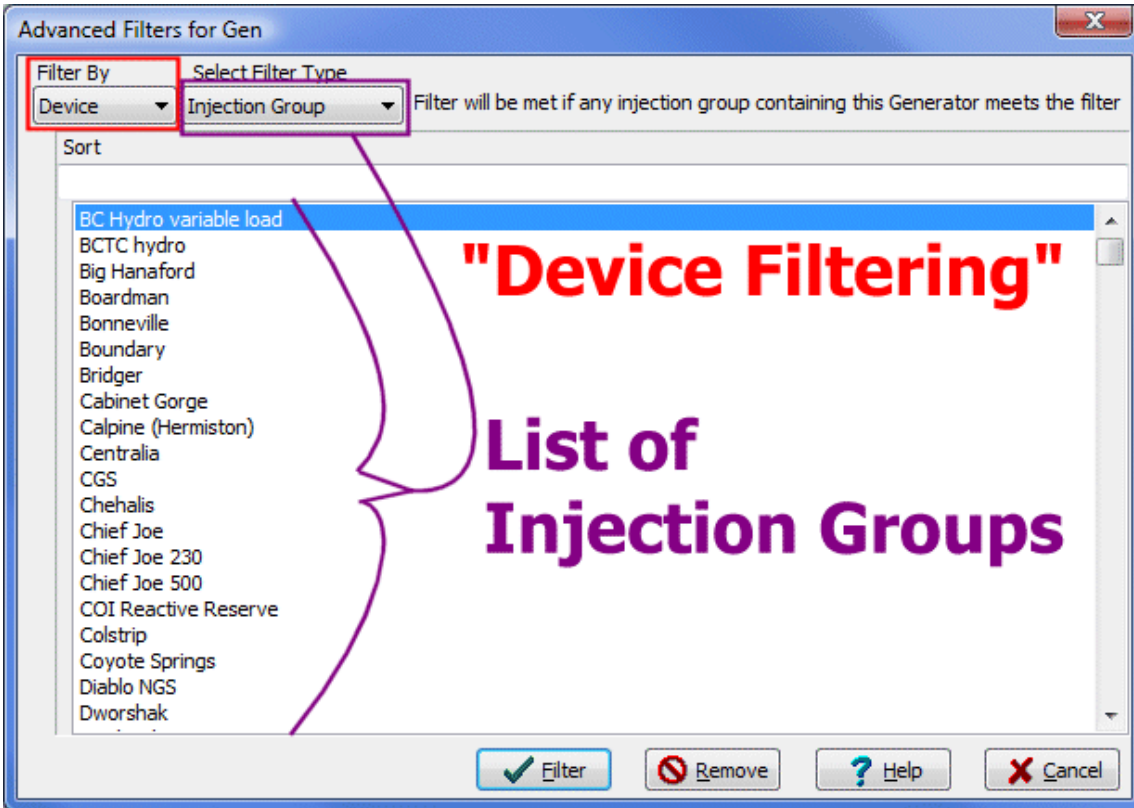 Advanced Filters for Gen
Filter By Select Filter Type
Device Injection Group Filter will be met if any injection group containing this Generator meets the filter
Sort
BC Hydro variable load
BCTC hydro
Big Hanaford
Boardman
Bonneville
Boundary
Bridger
Cabinet Gorge
Calpine (Hermiston)
Centralia
CGS
Chehalis
Chief Joe
Chief Joe 230
Chief Joe 500
COI Reactive Reserve
Colstrip
Coyote Springs
Diablo NGS
Dworshak
"Device Filtering"
List of
Injection Groups
Filter Remove Help Cancel